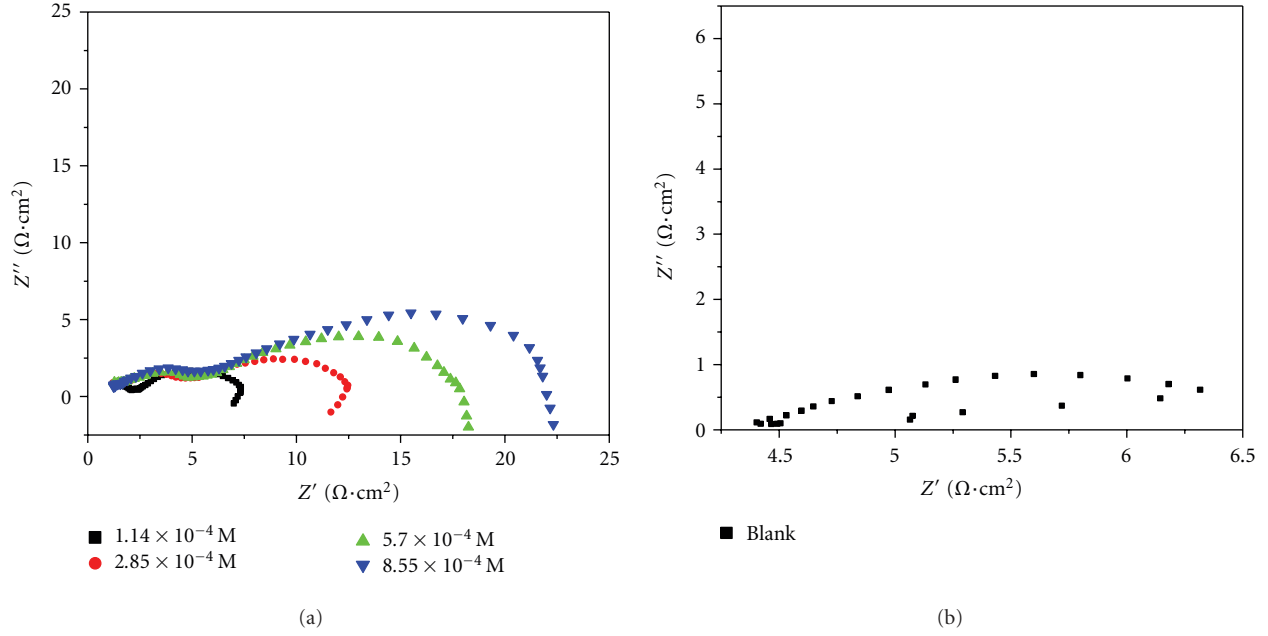 25
20
15
10
5
0
Z′′ (Ω·cm²)
0 5 10 15 20 25
Z′ (Ω·cm²)
1.14 × 10⁻⁴ M
2.85 × 10⁻⁴ M
5.7 × 10⁻⁴ M
8.55 × 10⁻⁴ M
(a)
6
5
4
3
2
1
0
Z′′ (Ω·cm²)
4.5 5 5.5 6 6.5
Z′ (Ω·cm²)
Blank
(b)